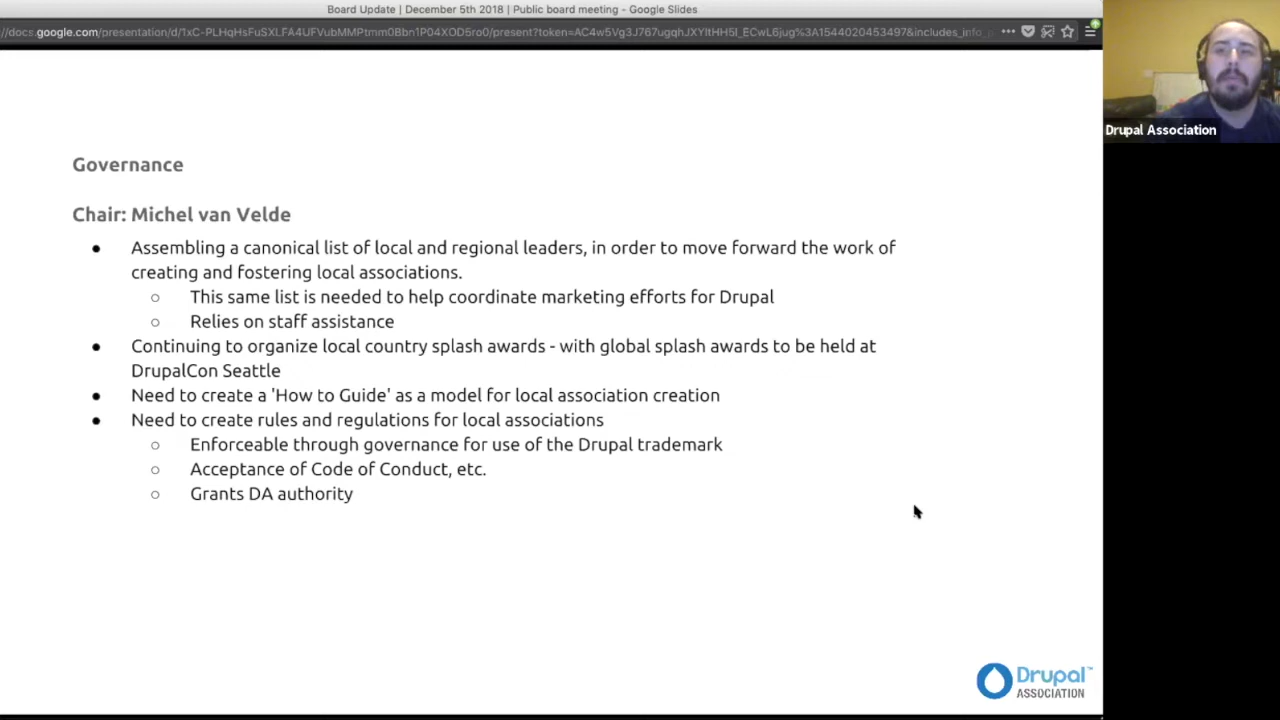 Board Update | December 5th 2018 | Public board meeting - Google Slides
Governance
Chair: Michel van Velde
● Assembling a canonical list of local and regional leaders, in order to move forward the work of
creating and fostering local associations.
○ This same list is needed to help coordinate marketing efforts for Drupal
○ Relies on staff assistance
● Continuing to organize local country splash awards - with global splash awards to be held at
DrupalCon Seattle
● Need to create a 'How to Guide' as a model for local association creation
● Need to create rules and regulations for local associations
○ Enforceable through governance for use of the Drupal trademark
○ Acceptance of Code of Conduct, etc.
○ Grants DA authority
Drupal Association
Drupal™
ASSOCIATION